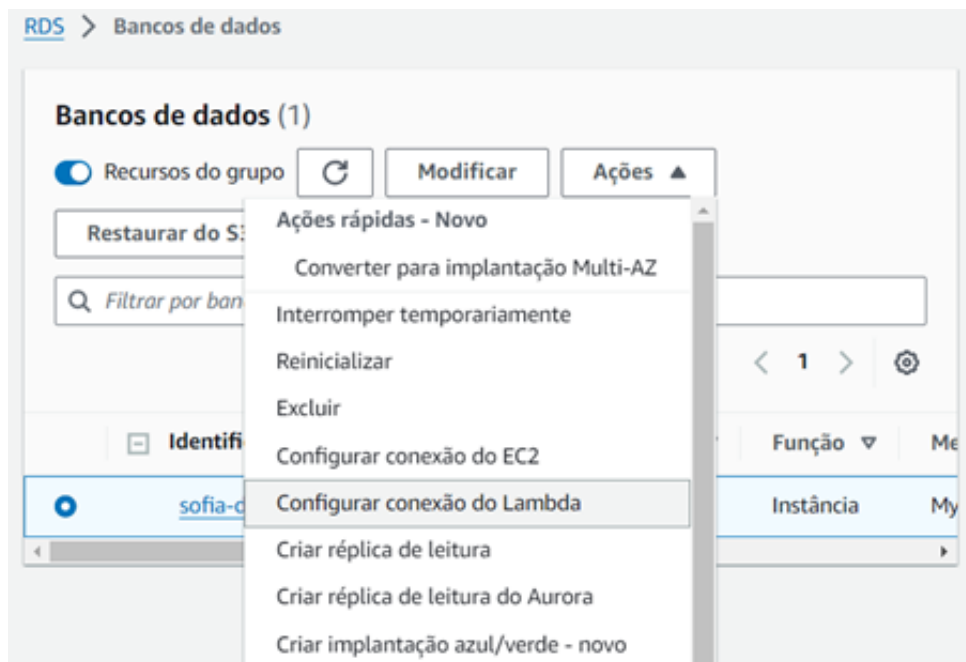 RDS > Bancos de dados
Bancos de dados (1)
Recursos do grupo
Modificar
Ações
Restaurar do S3
Ações rápidas - Novo
Converter para implantação Multi-AZ
Filtrar por ban
Interromper temporariamente
Reinicializar
1
Excluir
Identifi
Função
Me
Configurar conexão do EC2
sofia-d
Configurar conexão do Lambda
Instância
My
Criar réplica de leitura
Criar réplica de leitura do Aurora
Criar implantação azul/verde - novo